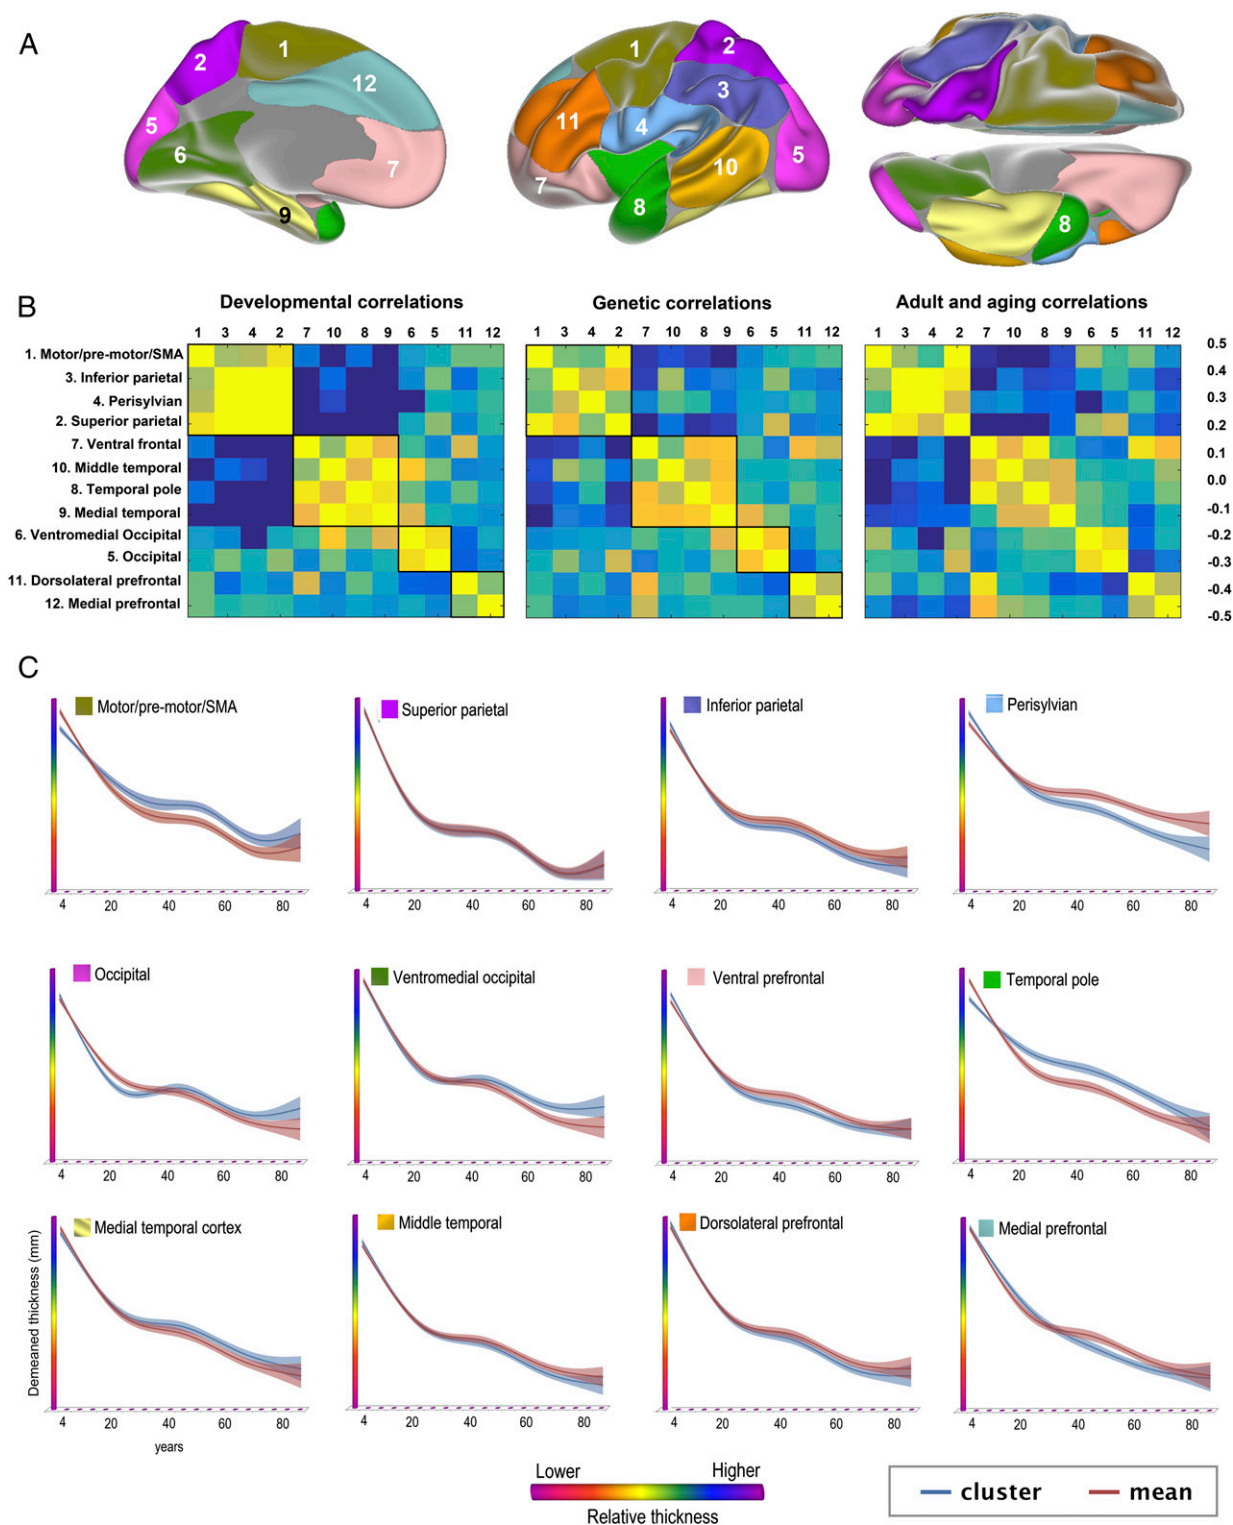 A
1
2
12
5
6
7
9
1
2
3
11
4
10
5
7
8
8
B
Developmental correlations
Genetic correlations
Adult and aging correlations
1 3 4 2 7 10 8 9 6 5 11 12
1 3 4 2 7 10 8 9 6 5 11 12
1 3 4 2 7 10 8 9 6 5 11 12
1. Motor/pre-motor/SMA
3. Inferior parietal
4. Perisylvian
2. Superior parietal
7. Ventral frontal
10. Middle temporal
8. Temporal pole
9. Medial temporal
6. Ventromedial Occipital
5. Occipital
11. Dorsolateral prefrontal
12. Medial prefrontal
0.5
0.4
0.3
0.2
0.1
0.0
-0.1
-0.2
-0.3
-0.4
-0.5
C
Motor/pre-motor/SMA
4 20 40 60 80
Superior parietal
4 20 40 60 80
Inferior parietal
4 20 40 60 80
Perisylvian
4 20 40 60 80
Occipital
4 20 40 60 80
Ventromedial occipital
4 20 40 60 80
Ventral prefrontal
4 20 40 60 80
Temporal pole
4 20 40 60 80
Demeaned thickness (mm)
Medial temporal cortex
4 20 40 60 80
years
Middle temporal
4 20 40 60 80
Dorsolateral prefrontal
4 20 40 60 80
Medial prefrontal
4 20 40 60 80
Lower Higher
Relative thickness
cluster mean